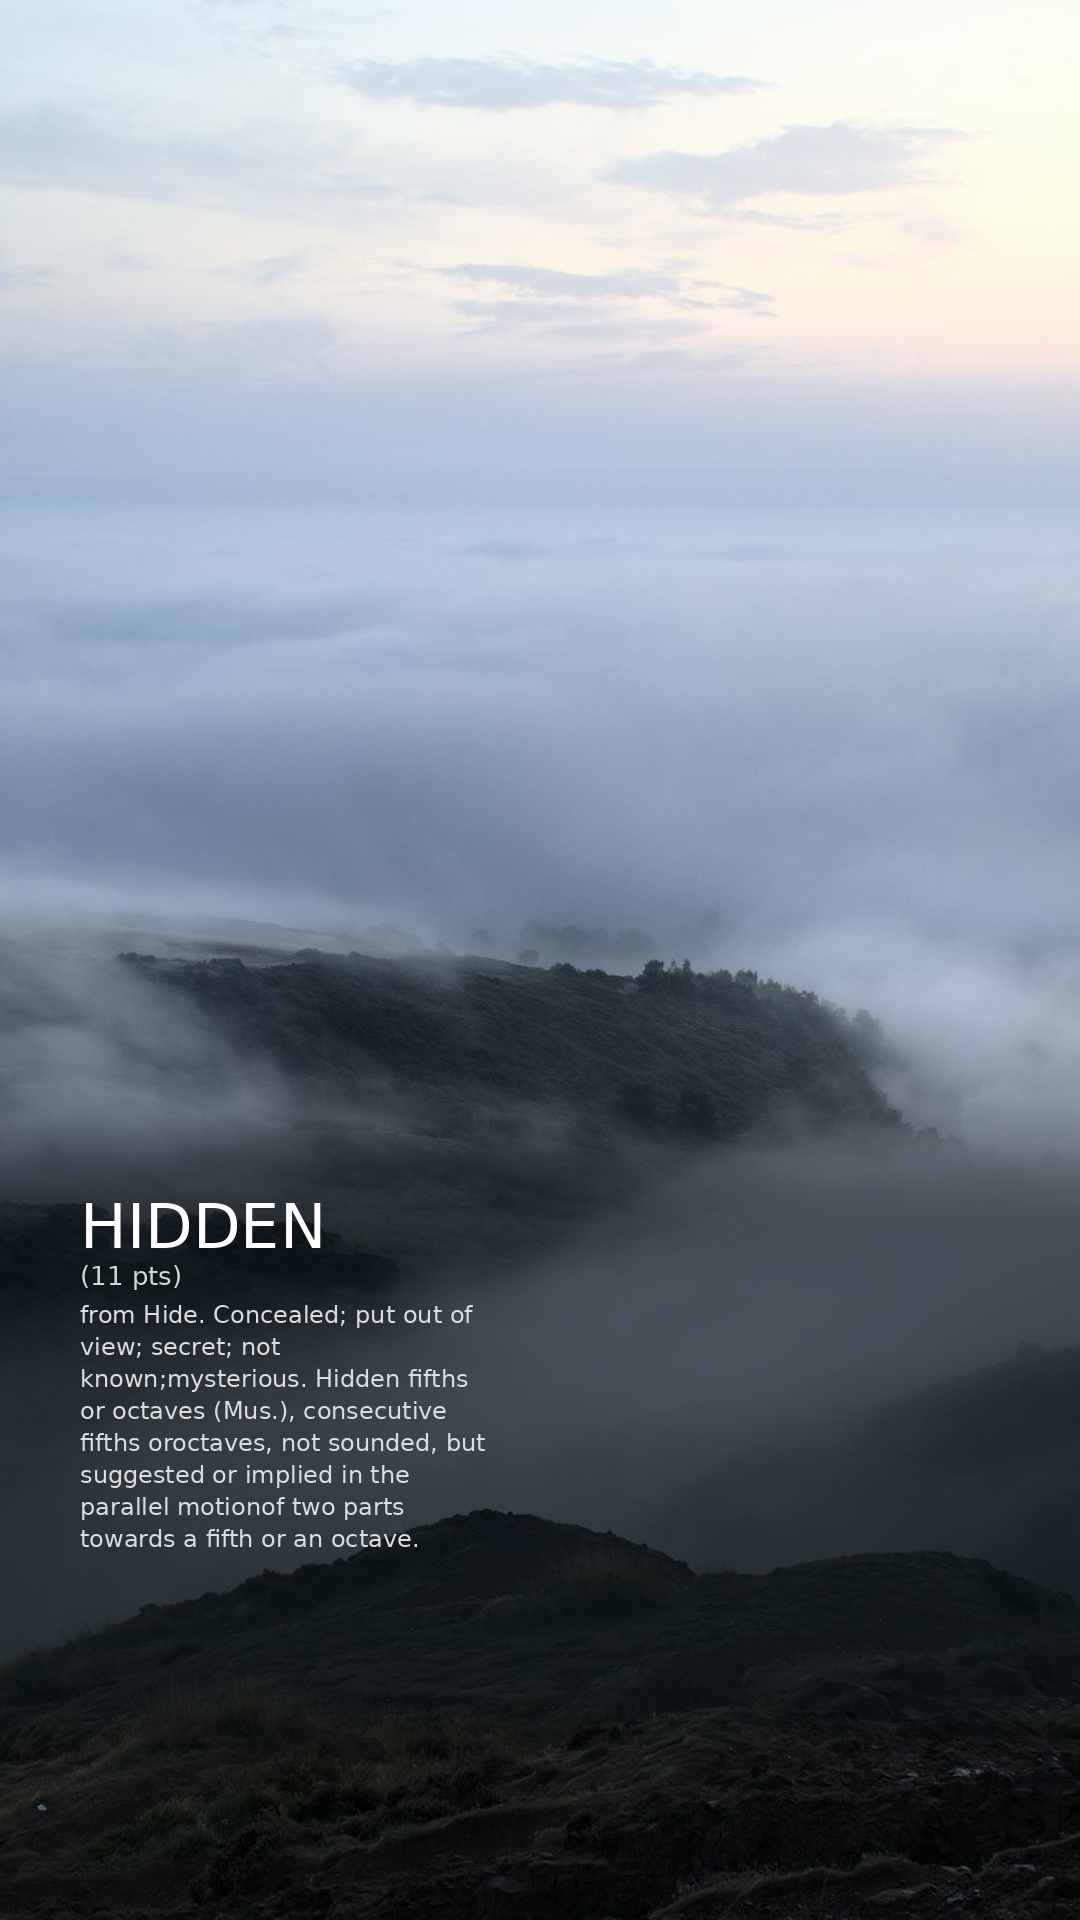 HIDDEN
(11 pts)
from Hide. Concealed; put out of
view; secret; not
known;mysterious. Hidden fifths
or octaves (Mus.), consecutive
fifths oroctaves, not sounded, but
suggested or implied in the
parallel motionof two parts
towards a fifth or an octave.